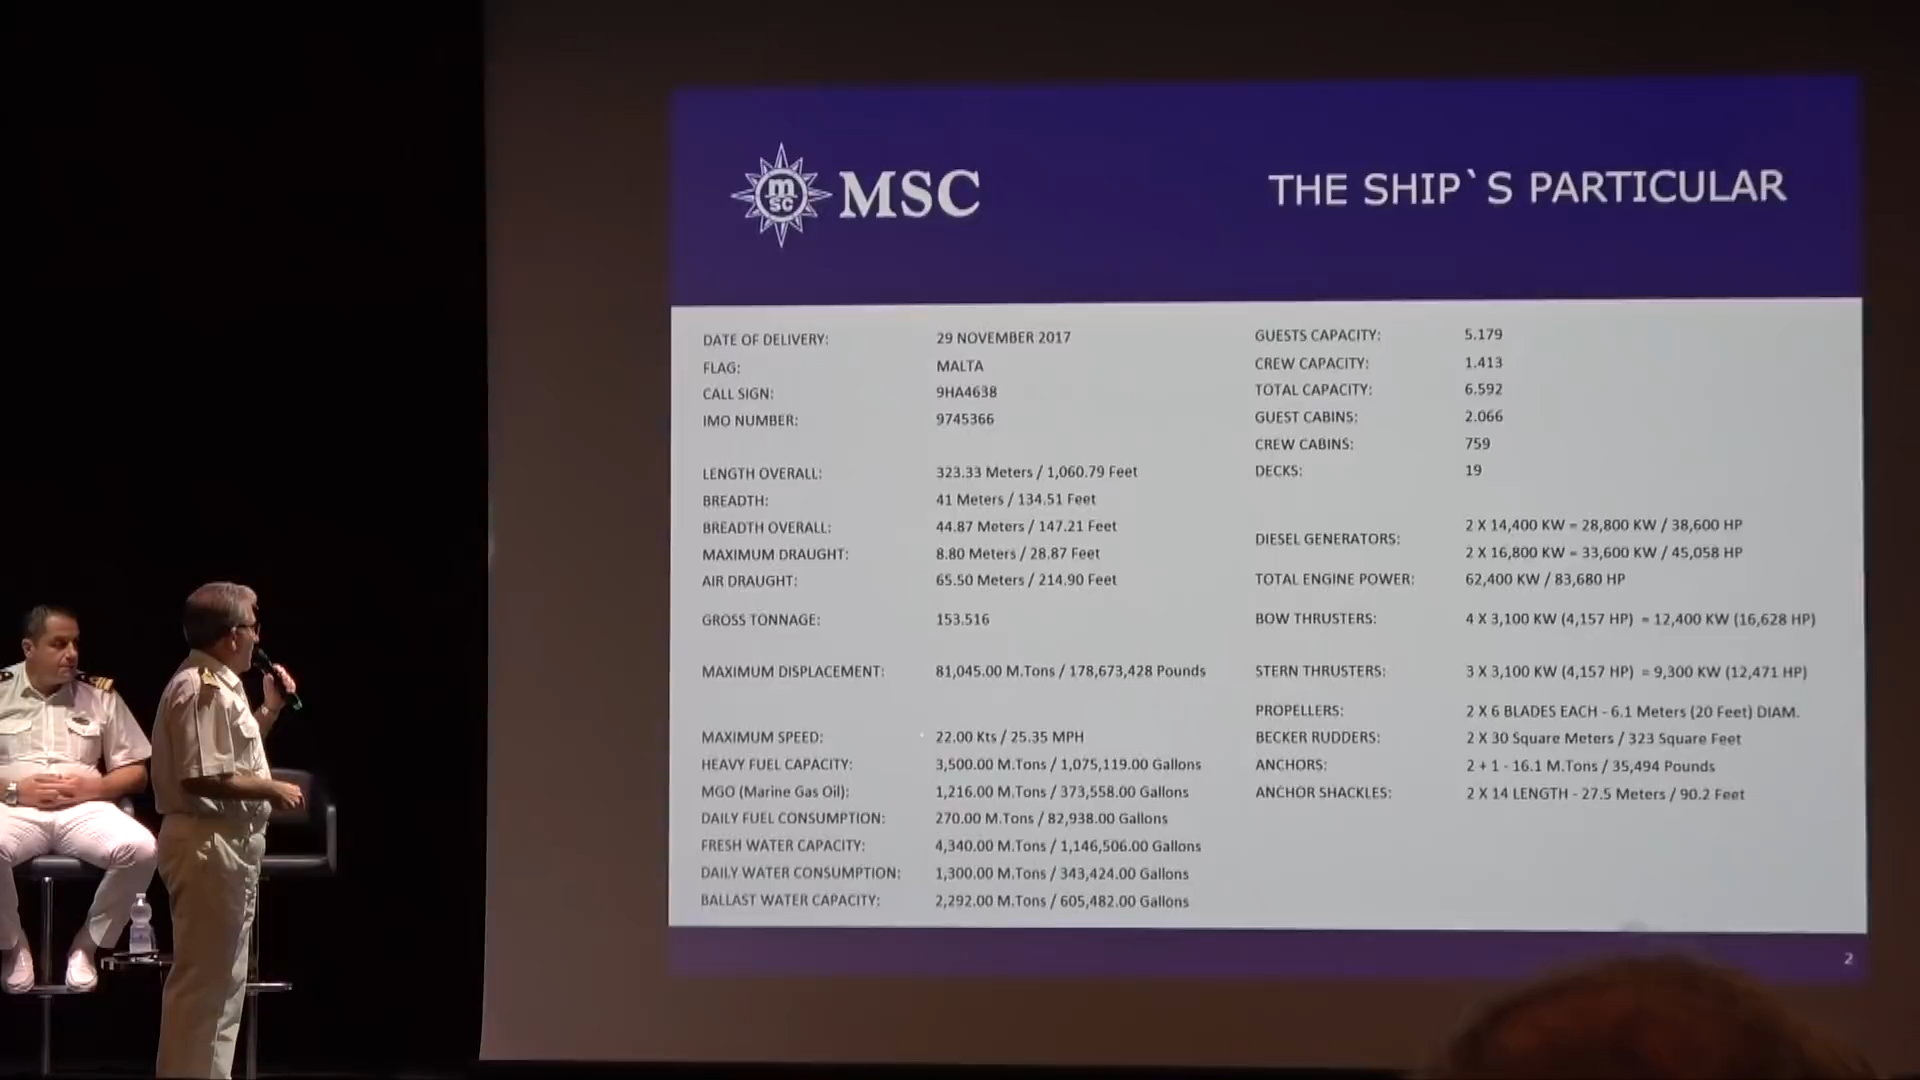 m
SC
MSC
THE SHIP`S PARTICULAR
DATE OF DELIVERY: 29 NOVEMBER 2017
FLAG: MALTA
CALL SIGN: 9HA4638
IMO NUMBER: 9745366
LENGTH OVERALL: 323.33 Meters / 1,060.79 Feet
BREADTH: 41 Meters / 134.51 Feet
BREADTH OVERALL: 44.87 Meters / 147.21 Feet
MAXIMUM DRAUGHT: 8.80 Meters / 28.87 Feet
AIR DRAUGHT: 65.50 Meters / 214.90 Feet
GROSS TONNAGE: 153.516
MAXIMUM DISPLACEMENT: 81,045.00 M.Tons / 178,673,428 Pounds
MAXIMUM SPEED: 22.00 Kts / 25.35 MPH
HEAVY FUEL CAPACITY: 3,500.00 M.Tons / 1,075,119.00 Gallons
MGO (Marine Gas Oil): 1,216.00 M.Tons / 373,558.00 Gallons
DAILY FUEL CONSUMPTION: 270.00 M.Tons / 82,938.00 Gallons
FRESH WATER CAPACITY: 4,340.00 M.Tons / 1,146,506.00 Gallons
DAILY WATER CONSUMPTION: 1,300.00 M.Tons / 343,424.00 Gallons
BALLAST WATER CAPACITY: 2,292.00 M.Tons / 605,482.00 Gallons
GUESTS CAPACITY: 5.179
CREW CAPACITY: 1.413
TOTAL CAPACITY: 6.592
GUEST CABINS: 2.066
CREW CABINS: 759
DECKS: 19
DIESEL GENERATORS: 2 X 14,400 KW = 28,800 KW / 38,600 HP
2 X 16,800 KW = 33,600 KW / 45,058 HP
TOTAL ENGINE POWER: 62,400 KW / 83,680 HP
BOW THRUSTERS: 4 X 3,100 KW (4,157 HP) = 12,400 KW (16,628 HP)
STERN THRUSTERS: 3 X 3,100 KW (4,157 HP) = 9,300 KW (12,471 HP)
PROPELLERS: 2 X 6 BLADES EACH - 6.1 Meters (20 Feet) DIAM.
BECKER RUDDERS: 2 X 30 Square Meters / 323 Square Feet
ANCHORS: 2 + 1 - 16.1 M.Tons / 35,494 Pounds
ANCHOR SHACKLES: 2 X 14 LENGTH - 27.5 Meters / 90.2 Feet
2